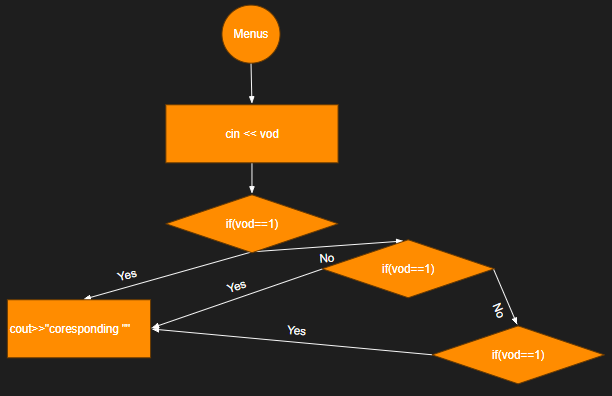 Menus
cin << vod
if(vod==1)
No
if(vod==1)
Yes
Yes
No
cout>>"coresponding ""
Yes
if(vod==1)